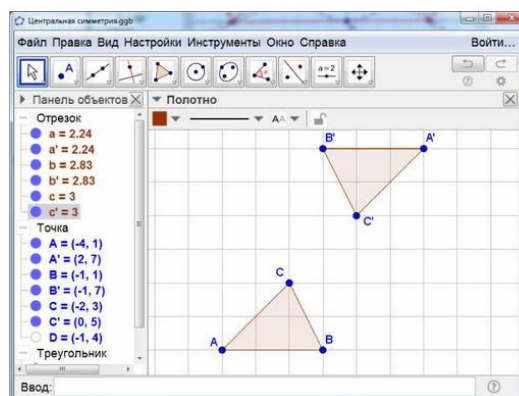 Центральная симметрия.ggb
Файл Правка Вид Настройки Инструменты Окно Справка Войти...
A a=2
Панель объектов Полотно
Отрезок
AA
a = 2.24
a' = 2.24
b = 2.83
b' = 2.83
c = 3
c' = 3
Точка
A = (-4, 1)
A' = (2, 7)
B = (-1, 1)
B' = (-1, 7)
C = (-2, 3)
C' = (0, 5)
D = (-1, 4)
Треугольник
B' A'
C'
C
A B
Ввод: